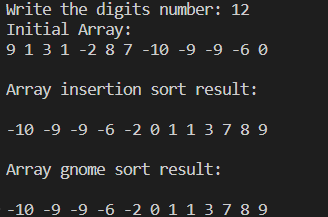 Write the digits number: 12
Initial Array:
9 1 3 1 -2 8 7 -10 -9 -9 -6 0
Array insertion sort result:
-10 -9 -9 -6 -2 0 1 1 3 7 8 9
Array gnome sort result:
-10 -9 -9 -6 -2 0 1 1 3 7 8 9